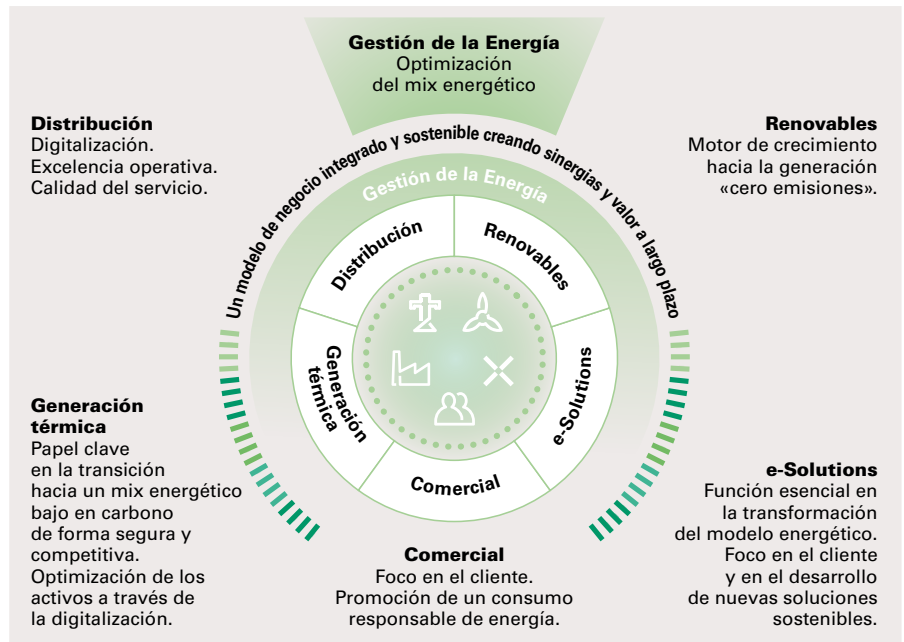 Gestión de la Energía
Optimización
del mix energético
Distribución
Digitalización.
Excelencia operativa.
Calidad del servicio.
Renovables
Motor de crecimiento
hacia la generación
«cero emisiones».
Un modelo de negocio integrado y sostenible creando sinergias y valor a largo plazo
Gestión de la Energía
Distribución
Renovables
Generación
térmica
e-Solutions
Comercial
Generación
térmica
Papel clave
en la transición
hacia un mix energético
bajo en carbono
de forma segura y
competitiva.
Optimización de los
activos a través de
la digitalización.
Comercial
Foco en el cliente.
Promoción de un consumo
responsable de energía.
e-Solutions
Función esencial en
la transformación
del modelo energético.
Foco en el cliente
y en el desarrollo
de nuevas soluciones
sostenibles.